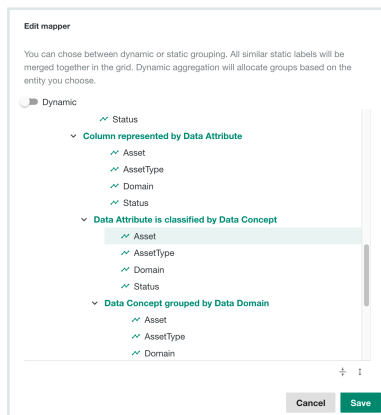 Edit mapper
You can chose between dynamic or static grouping. All similar static labels will be
merged together in the grid. Dynamic aggregation will allocate groups based on the
entity you choose.
Dynamic
Status
Column represented by Data Attribute
Asset
AssetType
Domain
Status
Data Attribute is classified by Data Concept
Asset
AssetType
Domain
Status
Data Concept grouped by Data Domain
Asset
AssetType
Domain
Cancel Save